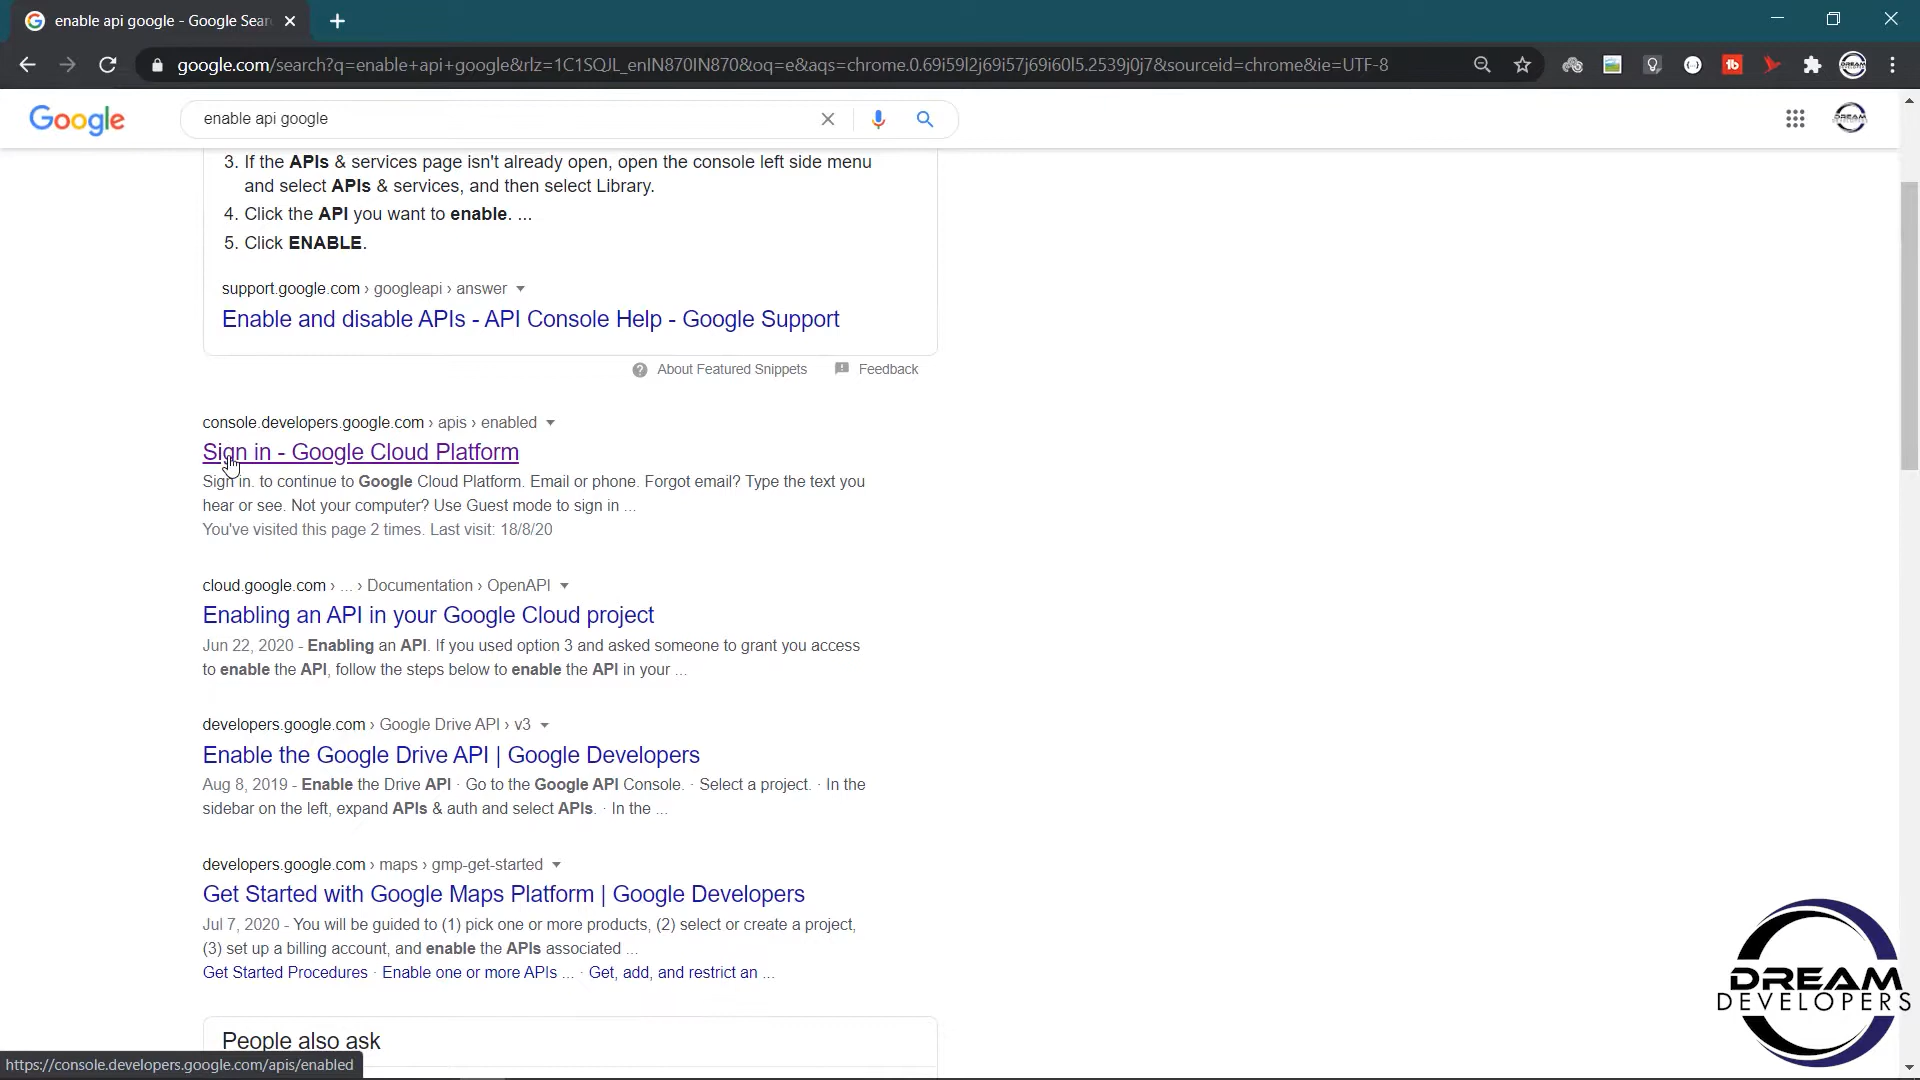 enable api google - Google Sear
google.com/search?q=enable+api+google&rlz=1C1SQJL_enIN870IN870&oq=e&aqs=chrome.0.69i59l2j69i57j69i60l5.2539j0j7&sourceid=chrome&ie=UTF-8
Google
enable api google
3. If the APIs & services page isn't already open, open the console left side menu
and select APIs & services, and then select Library.
4. Click the API you want to enable. ...
5. Click ENABLE.
support.google.com › googleapi › answer
Enable and disable APIs - API Console Help - Google Support
About Featured Snippets
Feedback
console.developers.google.com › apis › enabled
Sign in - Google Cloud Platform
Sign in. to continue to Google Cloud Platform. Email or phone. Forgot email? Type the text you
hear or see. Not your computer? Use Guest mode to sign in ...
You've visited this page 2 times. Last visit: 18/8/20
cloud.google.com › ... › Documentation › OpenAPI
Enabling an API in your Google Cloud project
Jun 22, 2020 - Enabling an API. If you used option 3 and asked someone to grant you access
to enable the API, follow the steps below to enable the API in your ...
developers.google.com › Google Drive API › v3
Enable the Google Drive API | Google Developers
Aug 8, 2019 - Enable the Drive API · Go to the Google API Console. · Select a project. · In the
sidebar on the left, expand APIs & auth and select APIs. · In the ...
developers.google.com › maps › gmp-get-started
Get Started with Google Maps Platform | Google Developers
Jul 7, 2020 - You will be guided to (1) pick one or more products, (2) select or create a project,
(3) set up a billing account, and enable the APIs associated ...
Get Started Procedures · Enable one or more APIs ... · Get, add, and restrict an ...
People also ask
https://console.developers.google.com/apis/enabled
DREAM
DEVELOPERS